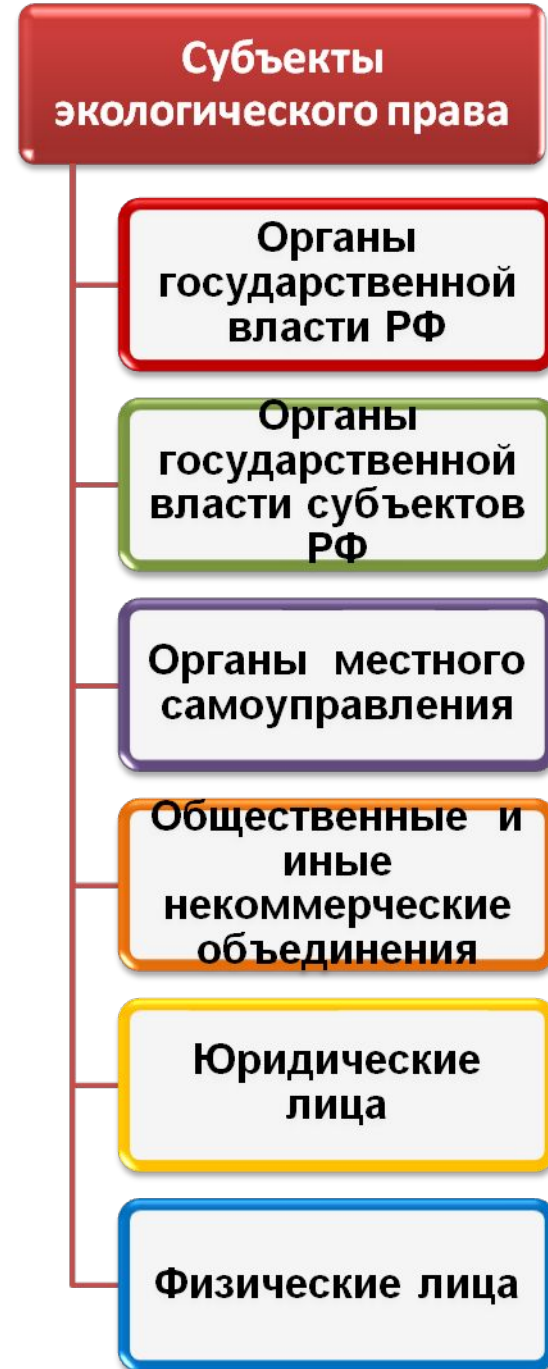 Субъекты
экологического права
Органы
государственной
власти РФ
Органы
государственной
власти субъектов
РФ
Органы местного
самоуправления
Общественные и
иные
некоммерческие
объединения
Юридические
лица
Физические лица